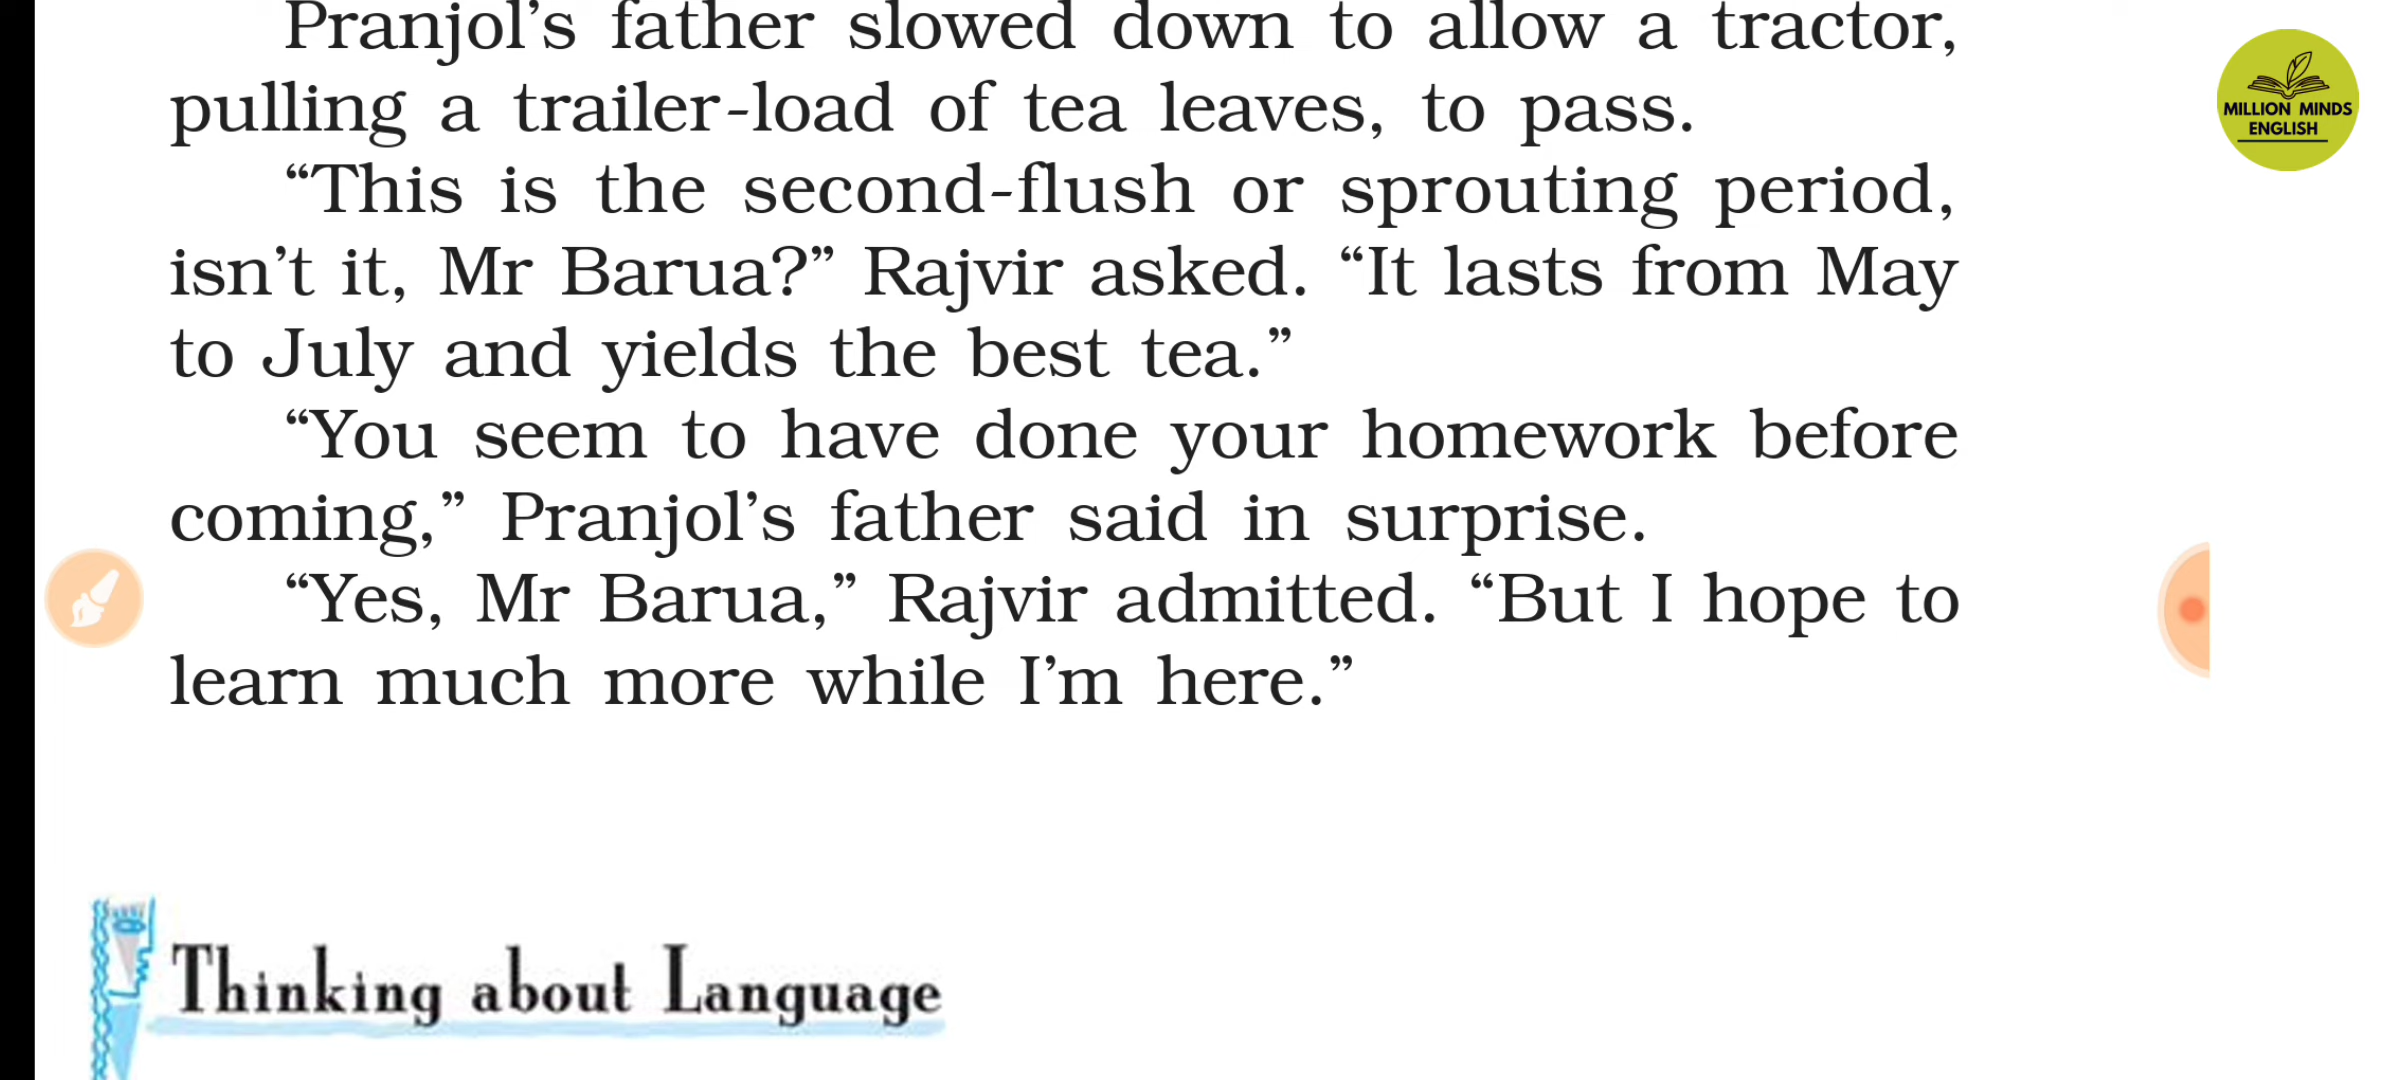 Pranjol’s father slowed down to allow a tractor,
pulling a trailer-load of tea leaves, to pass.
“This is the second-flush or sprouting period,
isn’t it, Mr Barua?” Rajvir asked. “It lasts from May
to July and yields the best tea.”
“You seem to have done your homework before
coming,” Pranjol’s father said in surprise.
“Yes, Mr Barua,” Rajvir admitted. “But I hope to
learn much more while I’m here.”
Thinking about Language
MILLION MINDS
ENGLISH